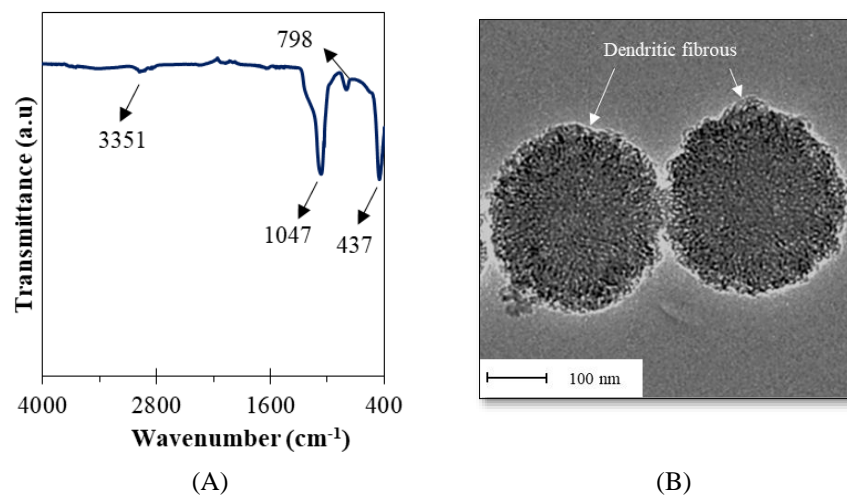 Transmittance (a.u)
3351
1047
798
437
4000
2800
1600
400
Wavenumber (cm⁻¹)
(A)
Dendritic fibrous
100 nm
(B)